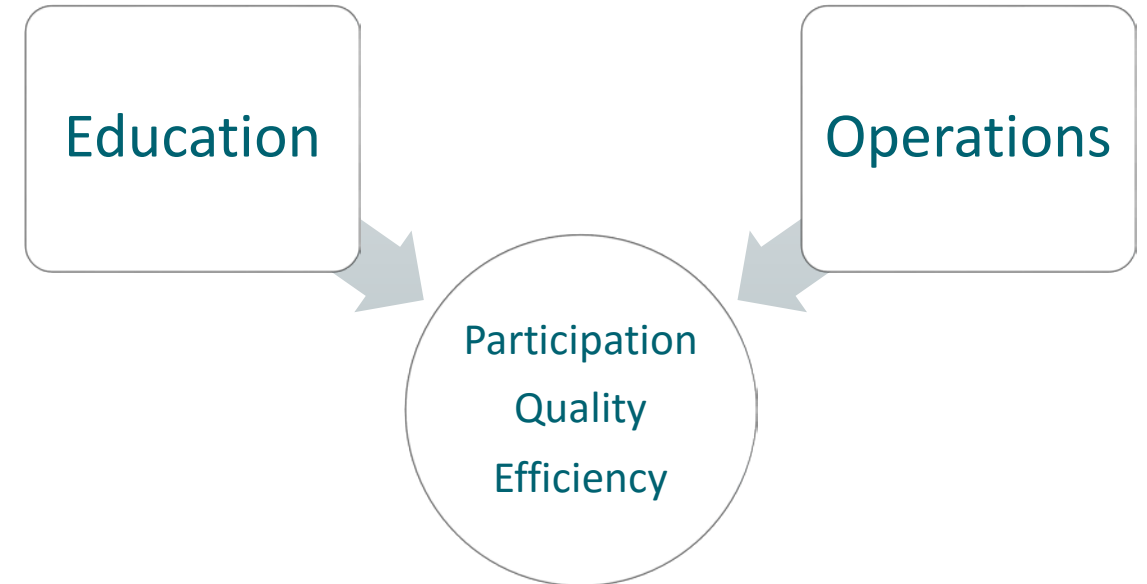 Education
Operations
Participation
Quality
Efficiency